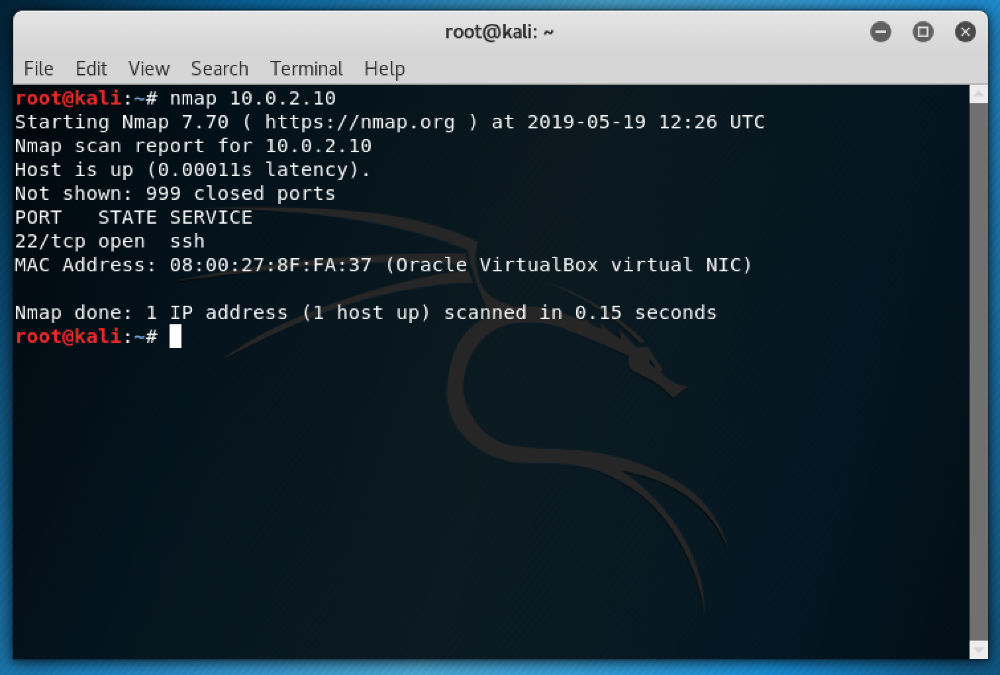 root@kali: ~
File Edit View Search Terminal Help
root@kali:~# nmap 10.0.2.10
Starting Nmap 7.70 ( https://nmap.org ) at 2019-05-19 12:26 UTC
Nmap scan report for 10.0.2.10
Host is up (0.00011s latency).
Not shown: 999 closed ports
PORT   STATE SERVICE
22/tcp open  ssh
MAC Address: 08:00:27:8F:FA:37 (Oracle VirtualBox virtual NIC)
Nmap done: 1 IP address (1 host up) scanned in 0.15 seconds
root@kali:~#